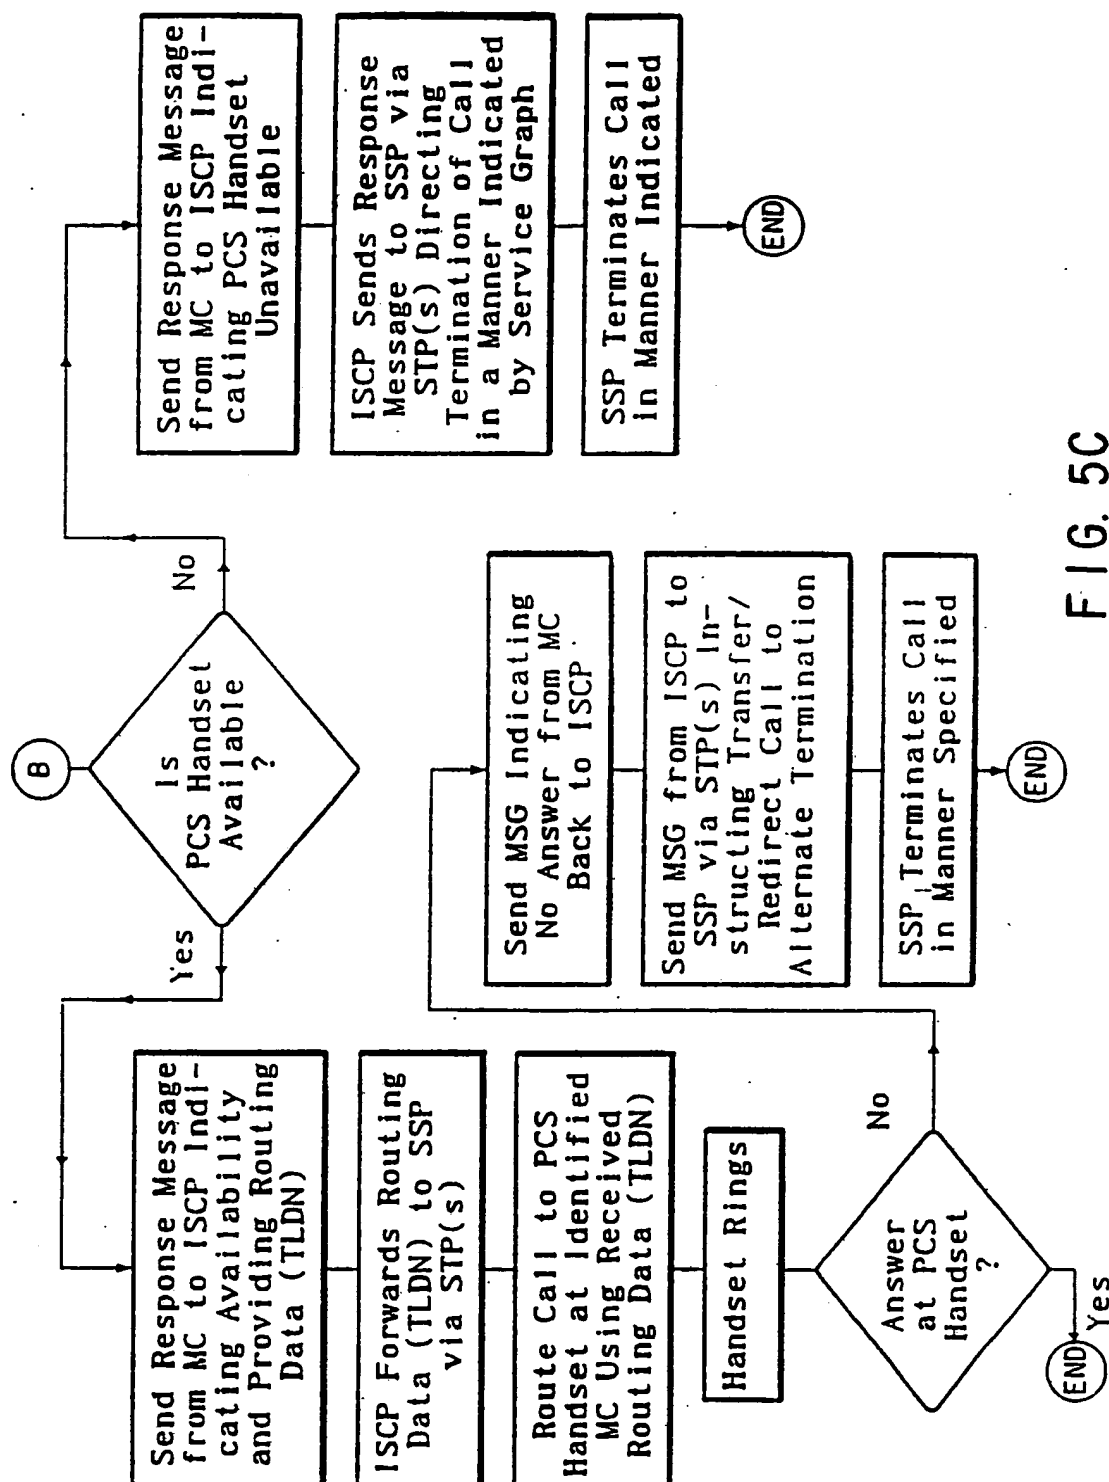 B
Is
PCS Handset
Available
?
Yes
No
Send Response Message
from MC to ISCP Indi-
cating Availability
and Providing Routing
Data (TLDN)
ISCP Forwards Routing
Data (TLDN) to SSP
via STP(s)
Route Call to PCS
Handset at Identified
MC Using Received
Routing Data (TLDN)
Handset Rings
Answer
at PCS
Handset
?
Yes
END
No
Send MSG Indicating
No Answer from MC
Back to ISCP
Send MSG from ISCP to
SSP via STP(s) In-
structing Transfer/
Redirect Call to
Alternate Termination
SSP Terminates Call
in Manner Specified
END
Send Response Message
from MC to ISCP Indi-
cating PCS Handset
Unavailable
ISCP Sends Response
Message to SSP via
STP(s) Directing
Termination of Call
in a Manner Indicated
by Service Graph
SSP Terminates Call
in Manner Indicated
END
FIG. 5C